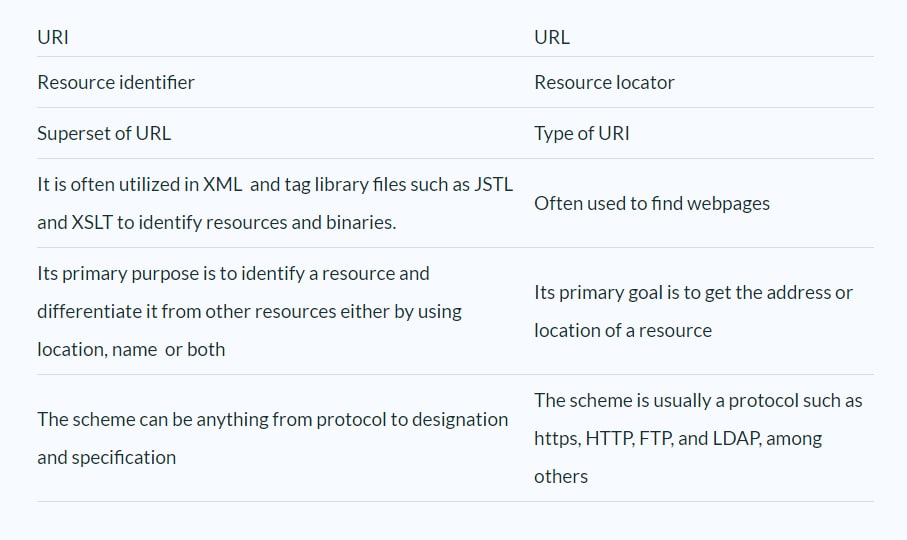 URI
URL
Resource identifier
Resource locator
Superset of URL
Type of URI
It is often utilized in XML  and tag library files such as JSTL
and XSLT to identify resources and binaries.
Often used to find webpages
Its primary purpose is to identify a resource and
differentiate it from other resources either by using
location, name  or both
Its primary goal is to get the address or
location of a resource
The scheme can be anything from protocol to designation
and specification
The scheme is usually a protocol such as
https, HTTP, FTP, and LDAP, among
others